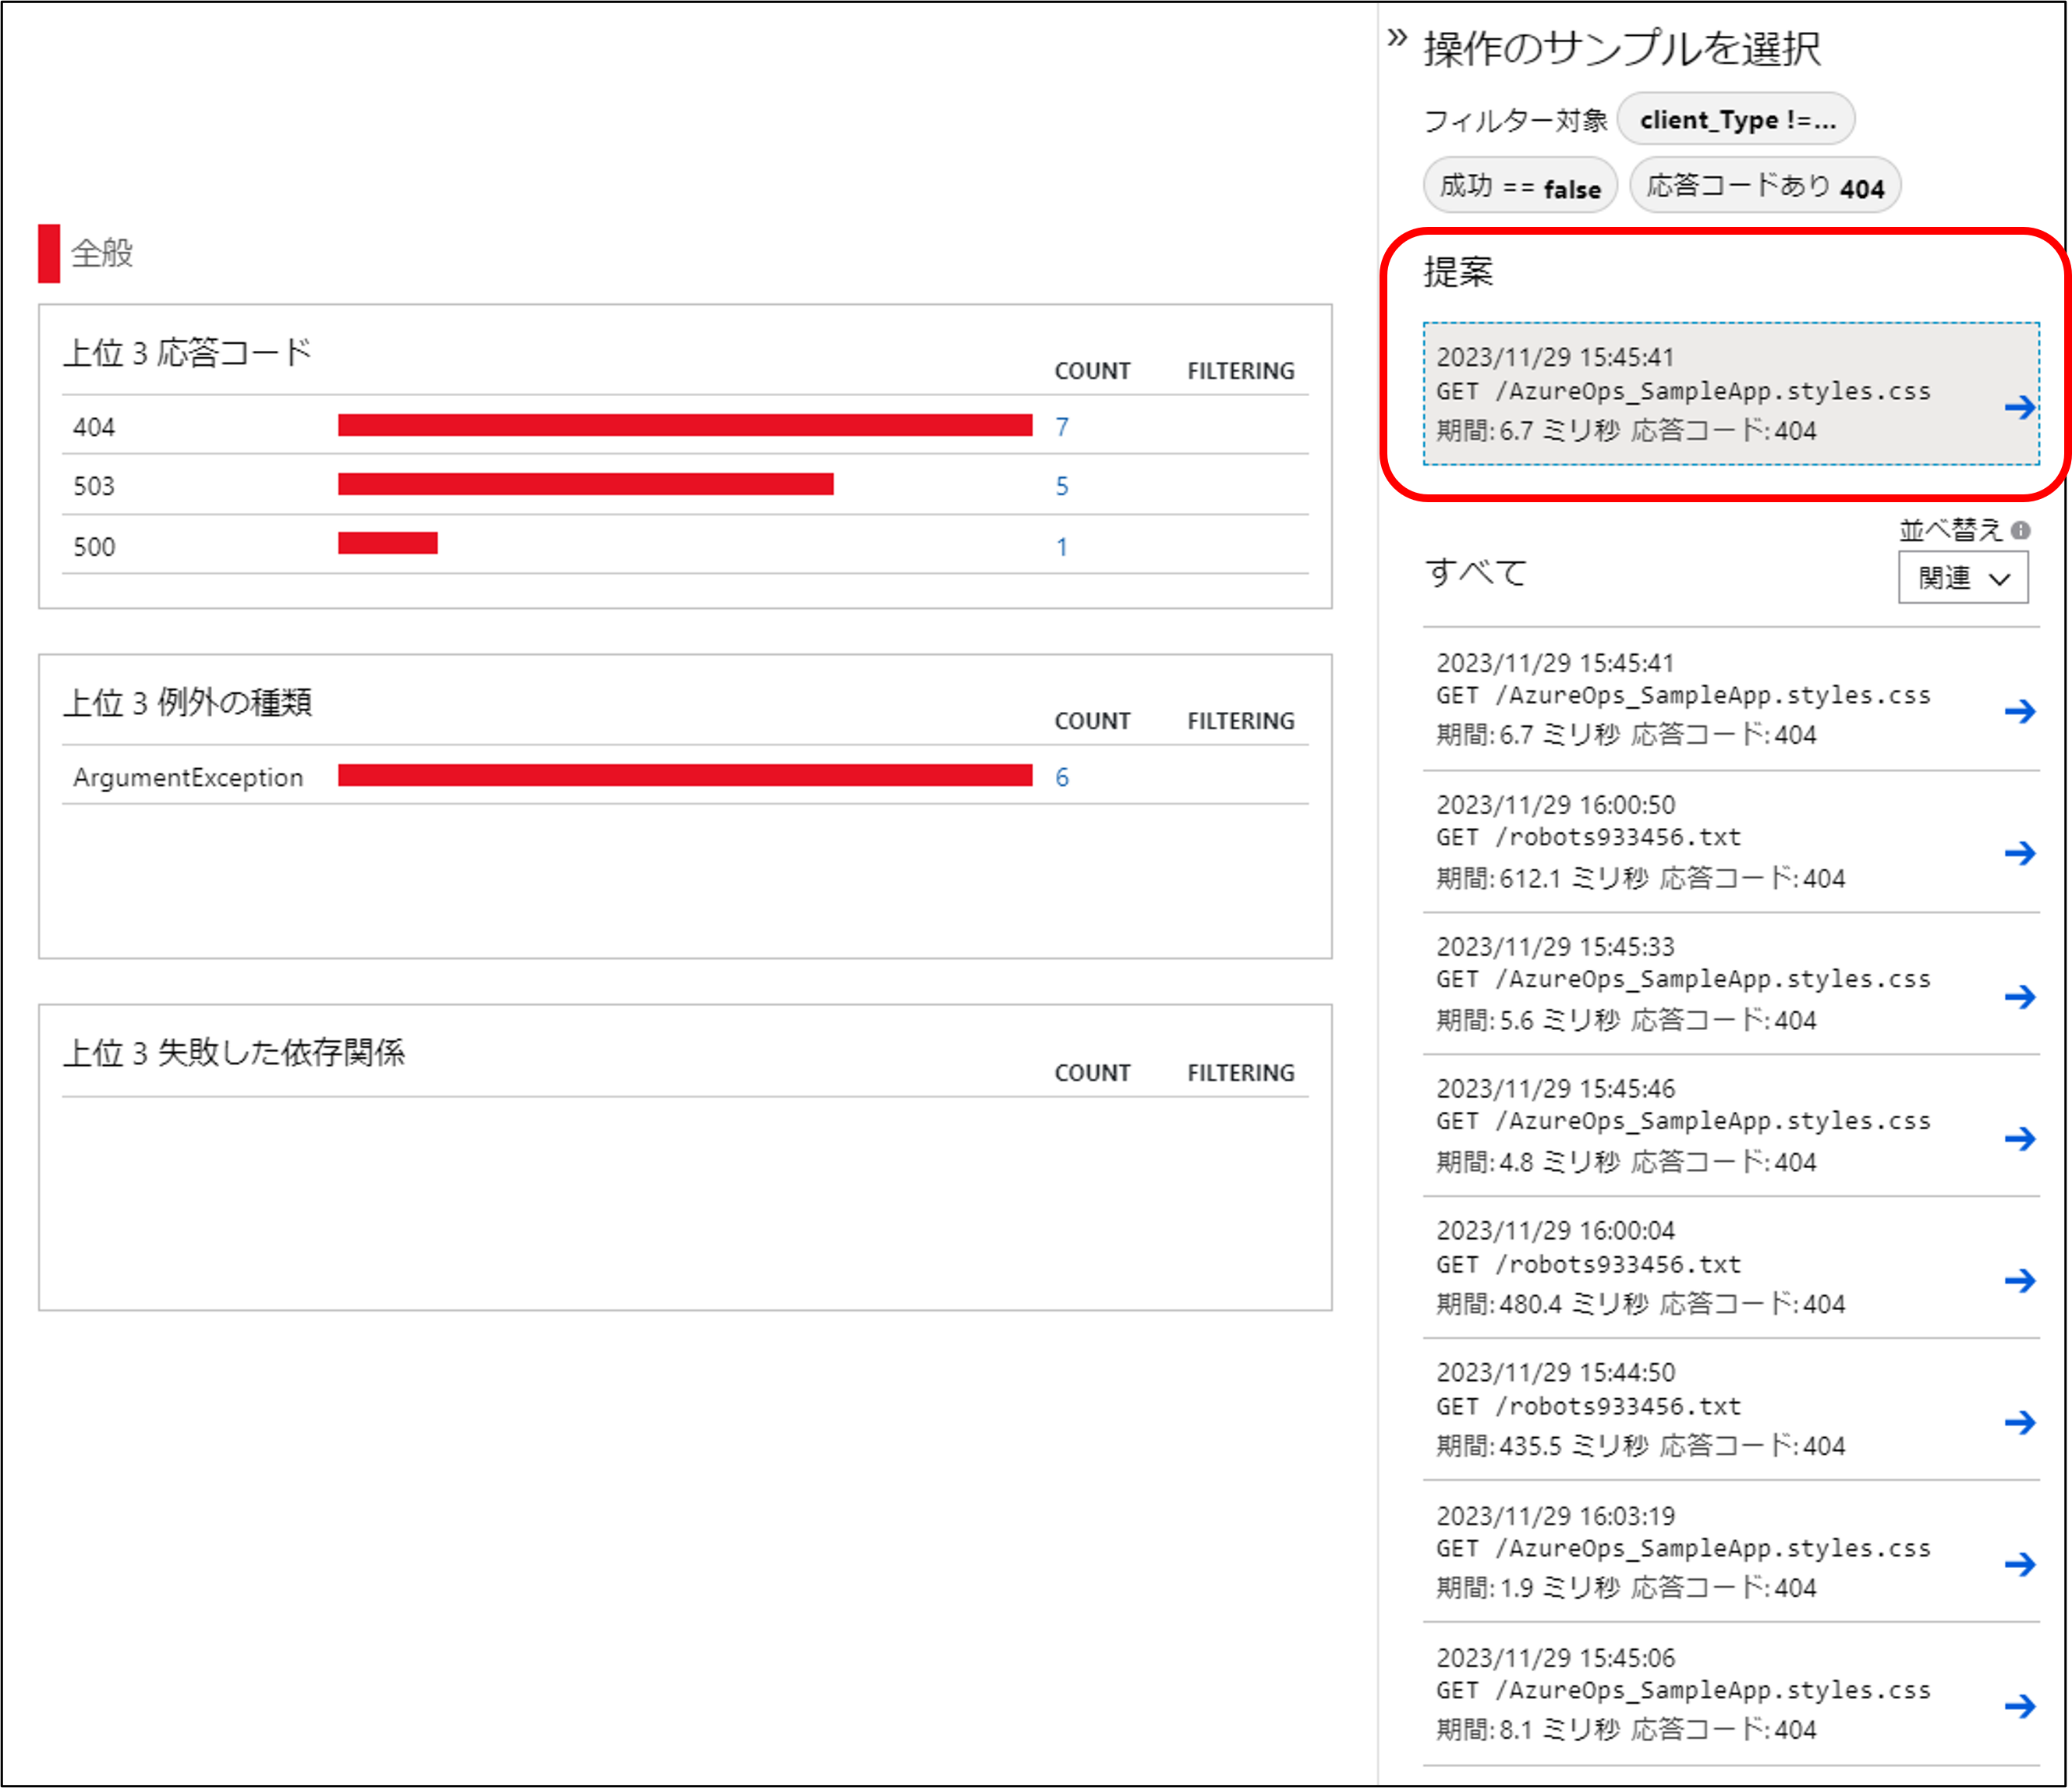 全般
上位 3 応答コード
COUNT FILTERING
404 7
503 5
500 1
上位 3 例外の種類
COUNT FILTERING
ArgumentException 6
上位 3 失敗した依存関係
COUNT FILTERING
» 操作のサンプルを選択
フィルター対象 client_Type !=...
成功 == false 応答コードあり 404
提案
2023/11/29 15:45:41
GET /AzureOps_SampleApp.styles.css
期間: 6.7 ミリ秒 応答コード: 404
並べ替え
すべて
関連
2023/11/29 15:45:41
GET /AzureOps_SampleApp.styles.css
期間: 6.7 ミリ秒 応答コード: 404
2023/11/29 16:00:50
GET /robots933456.txt
期間: 612.1 ミリ秒 応答コード: 404
2023/11/29 15:45:33
GET /AzureOps_SampleApp.styles.css
期間: 5.6 ミリ秒 応答コード: 404
2023/11/29 15:45:46
GET /AzureOps_SampleApp.styles.css
期間: 4.8 ミリ秒 応答コード: 404
2023/11/29 16:00:04
GET /robots933456.txt
期間: 480.4 ミリ秒 応答コード: 404
2023/11/29 15:44:50
GET /robots933456.txt
期間: 435.5 ミリ秒 応答コード: 404
2023/11/29 16:03:19
GET /AzureOps_SampleApp.styles.css
期間: 1.9 ミリ秒 応答コード: 404
2023/11/29 15:45:06
GET /AzureOps_SampleApp.styles.css
期間: 8.1 ミリ秒 応答コード: 404